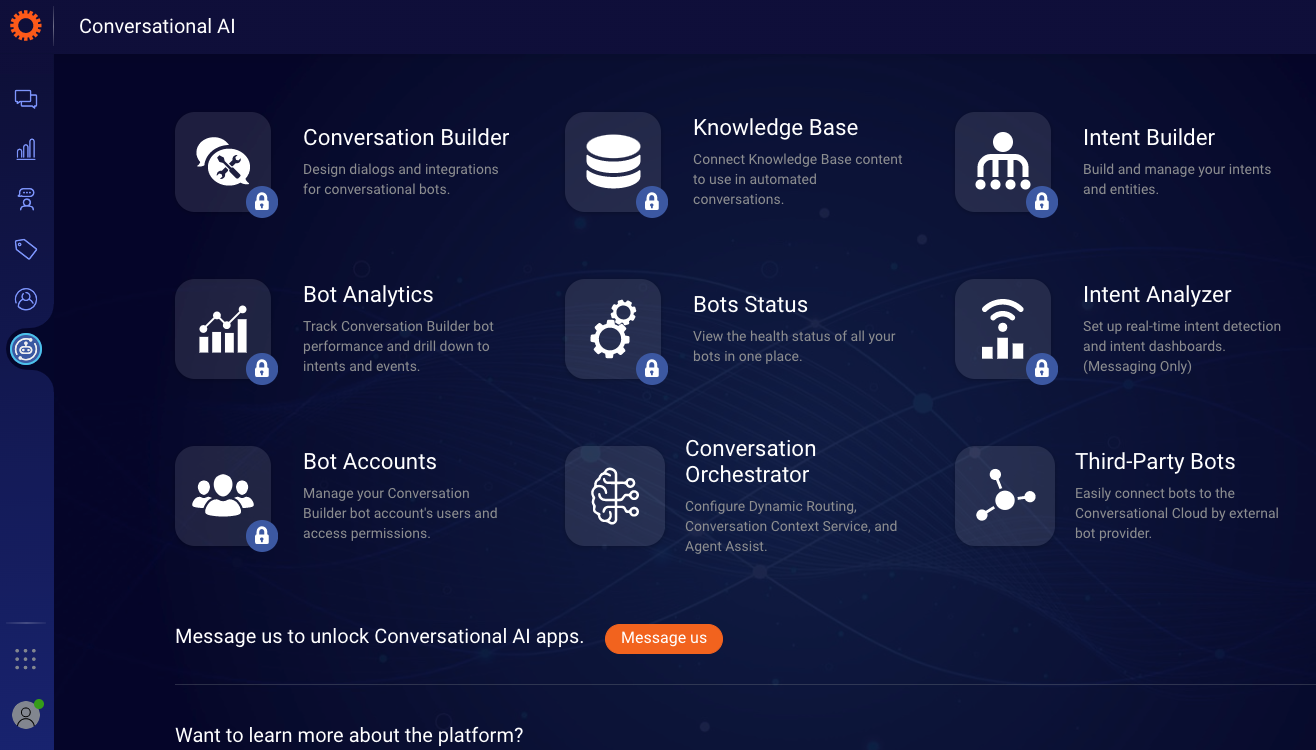 Conversational AI
Conversation Builder
Design dialogs and integrations
for conversational bots.
Knowledge Base
Connect Knowledge Base content
to use in automated
conversations.
Intent Builder
Build and manage your intents
and entities.
Bot Analytics
Track Conversation Builder bot
performance and drill down to
intents and events.
Bots Status
View the health status of all your
bots in one place.
Intent Analyzer
Set up real-time intent detection
and intent dashboards.
(Messaging Only)
Bot Accounts
Manage your Conversation
Builder bot account's users and
access permissions.
Conversation
Orchestrator
Configure Dynamic Routing,
Conversation Context Service, and
Agent Assist.
Third-Party Bots
Easily connect bots to the
Conversational Cloud by external
bot provider.
Message us to unlock Conversational AI apps.
Message us
Want to learn more about the platform?